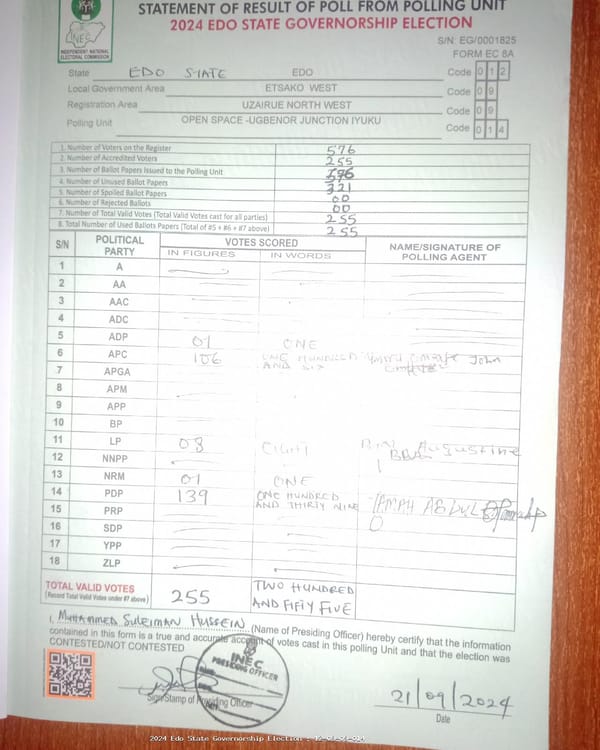 STATEMENT OF RESULT OF POLL FROM POLLING UNIT
2024 EDO STATE GOVERNORSHIP ELECTION
INEC
INDEPENDENT NATIONAL
ELECTORAL COMMISSION
S/N: EG/0001825
FORM EC 8A
State EDO STATE EDO Code 0 1 2
Local Government Area ETSAKO WEST Code 0 9
Registration Area UZAIRUE NORTH WEST Code 0 9
Polling Unit OPEN SPACE -UGBENOR JUNCTION IYUKU Code 0 1 4
1. Number of Voters on the Register 576
2. Number of Accredited Voters 255
3. Number of Ballot Papers Issued to the Polling Unit 576
4. Number of Unused Ballot Papers 321
5. Number of Spoiled Ballot Papers 00
6. Number of Rejected Ballots 00
7. Number of Total Valid Votes (Total Valid Votes cast for all parties) 255
8. Total Number of Used Ballots Papers (Total of #5 + #6 + #7 above) 255
S/N POLITICAL PARTY VOTES SCORED NAME/SIGNATURE OF POLLING AGENT
IN FIGURES IN WORDS
1 A
2 AA
3 AAC
4 ADC
5 ADP 01 ONE
6 APC 106 ONE HUNDRED AND SIX John
7 APGA
8 APM
9 APP
10 BP
11 LP 08 EIGHT Augustine
12 NNPP
13 NRM 01 ONE
14 PDP 139 ONE HUNDRED AND THIRTY NINE ABDUL
15 PRP
16 SDP
17 YPP
18 ZLP
TOTAL VALID VOTES 255 TWO HUNDRED AND FIFTY FIVE
(Record Total Valid Votes under #7 above)
I, MUHAMMED SULEIMAN HUSSEIN (Name of Presiding Officer) hereby certify that the information
contained in this form is a true and accurate account of votes cast in this polling Unit and that the election was
CONTESTED/NOT CONTESTED
INEC
PRESIDING OFFICER
Sign/Stamp of Presiding Officer
21/09/2024
Date
2024 Edo State Governorship Election